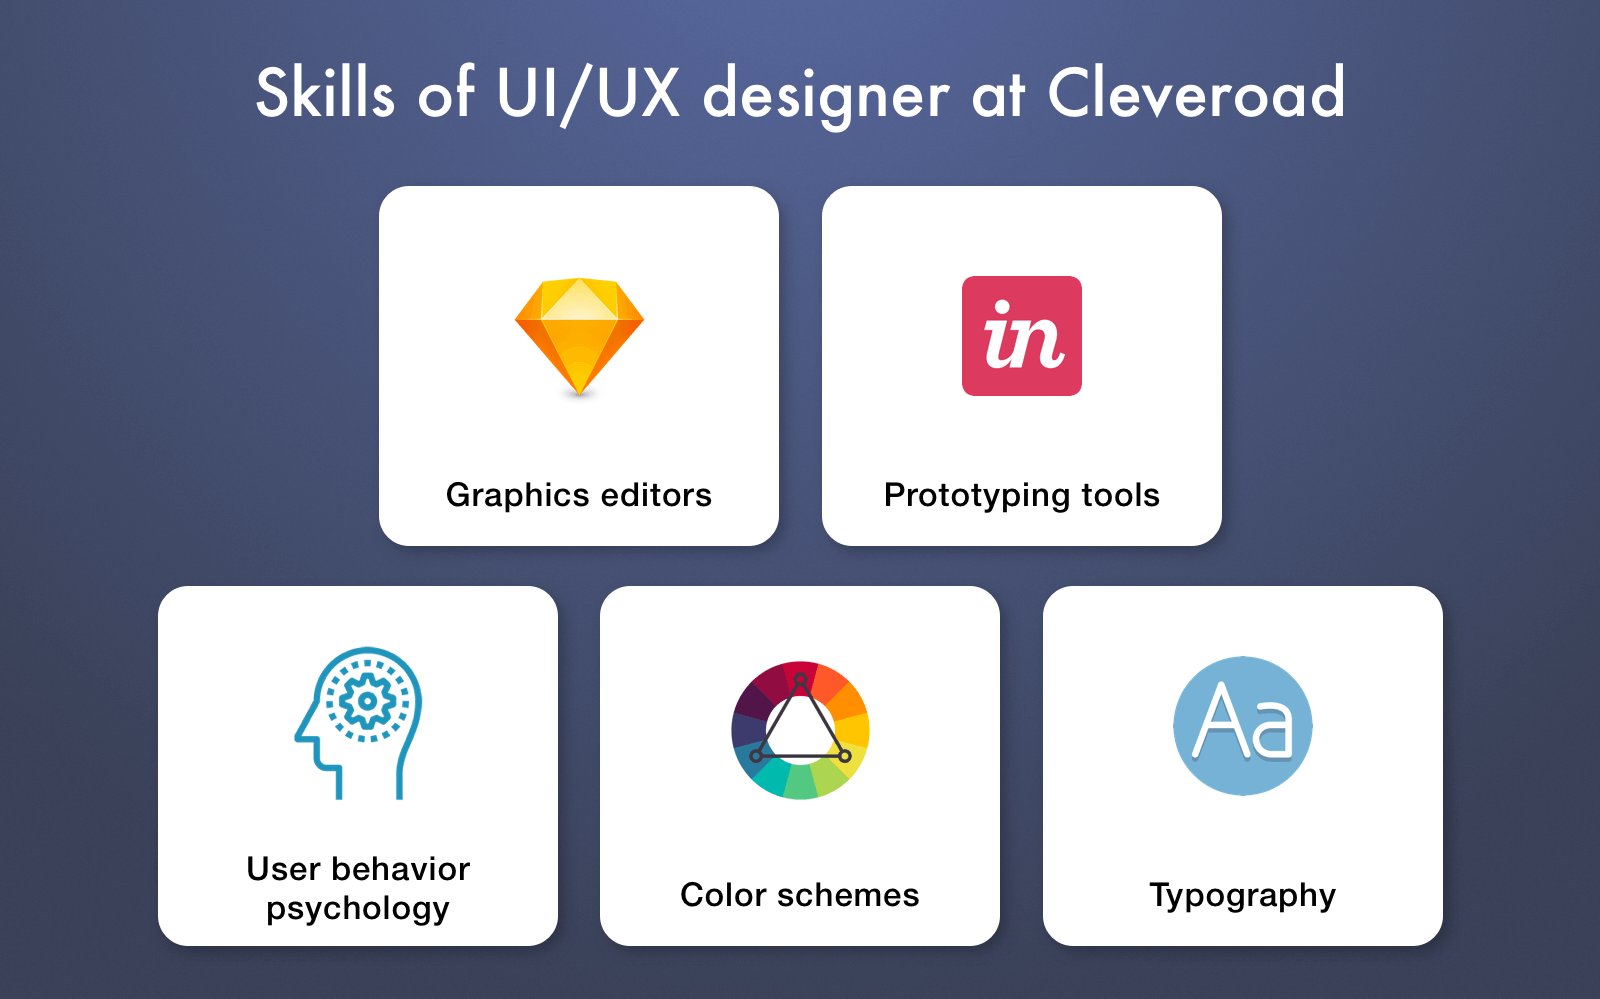 Skills of UI/UX designer at Cleveroad
in
Graphics editors
Prototyping tools
Aa
User behavior
psychology
Color schemes
Typography